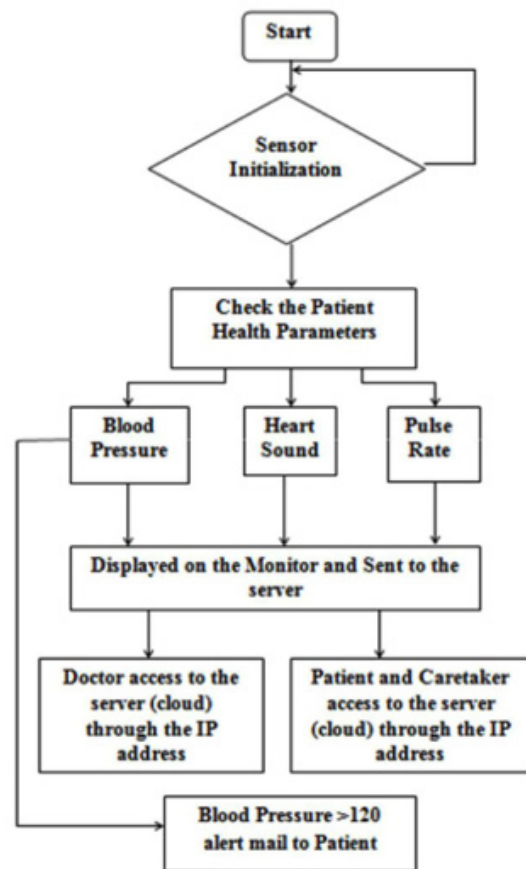 Start
Sensor
Initialization
Check the Patient
Health Parameters
Blood
Pressure
Heart
Sound
Pulse
Rate
Displayed on the Monitor and Sent to the
server
Doctor access to the
server (cloud)
through the IP
address
Patient and Caretaker
access to the server
(cloud) through the IP
address
Blood Pressure >120
alert mail to Patient